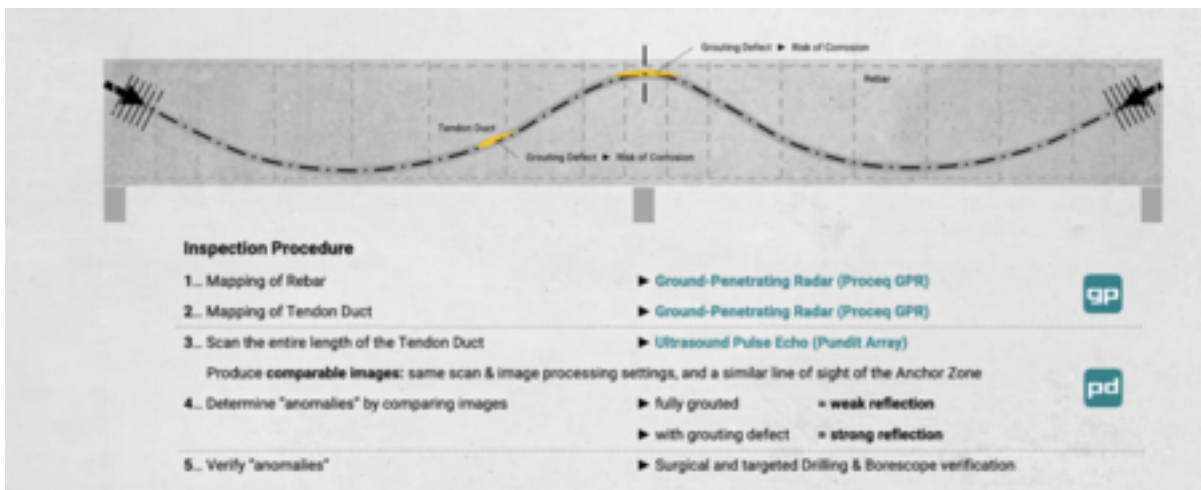 Grouting Defect ► Risk of Corrosion
Rebar
Tendon Duct
Grouting Defect ► Risk of Corrosion
Inspection Procedure
1... Mapping of Rebar ► Ground-Penetrating Radar (Proceq GPR)
gp
2... Mapping of Tendon Duct ► Ground-Penetrating Radar (Proceq GPR)
3... Scan the entire length of the Tendon Duct ► Ultrasound Pulse Echo (Pundit Array)
Produce comparable images: same scan & image processing settings, and a similar line of sight of the Anchor Zone
pd
4... Determine "anomalies" by comparing images ► fully grouted = weak reflection
► with grouting defect = strong reflection
5... Verify "anomalies" ► Surgical and targeted Drilling & Borescope verification